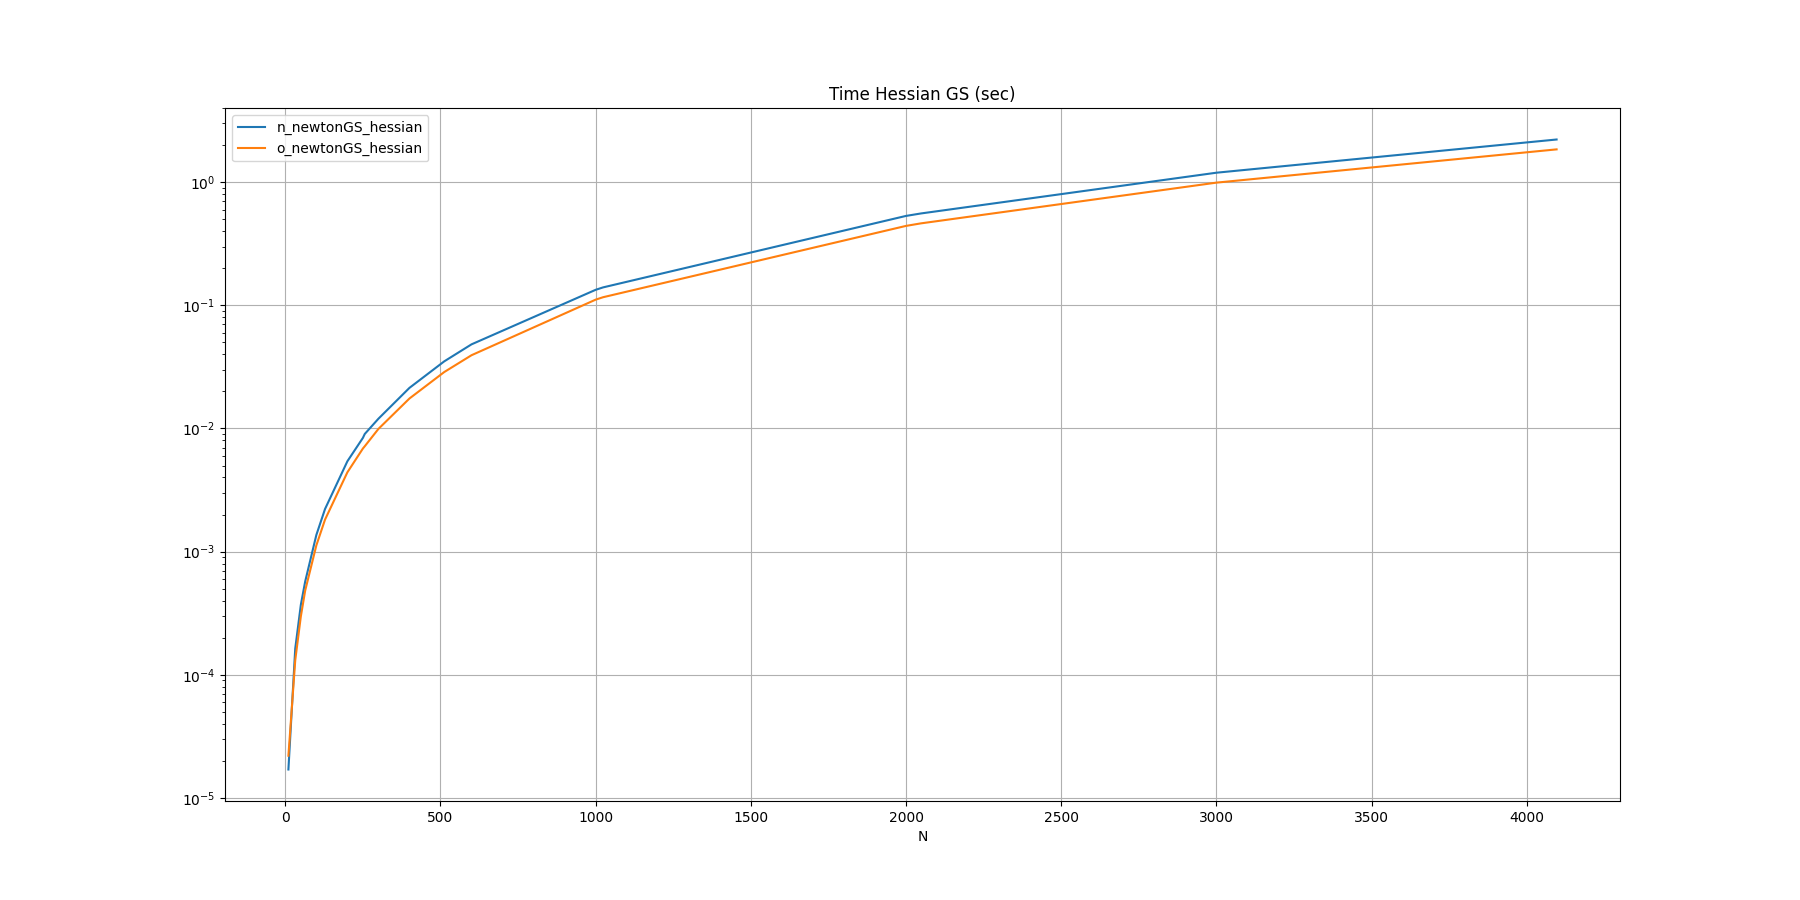 Time Hessian GS (sec)
n_newtonGS_hessian
o_newtonGS_hessian
10⁰
10⁻¹
10⁻²
10⁻³
10⁻⁴
10⁻⁵
0 500 1000 1500 2000 2500 3000 3500 4000
N